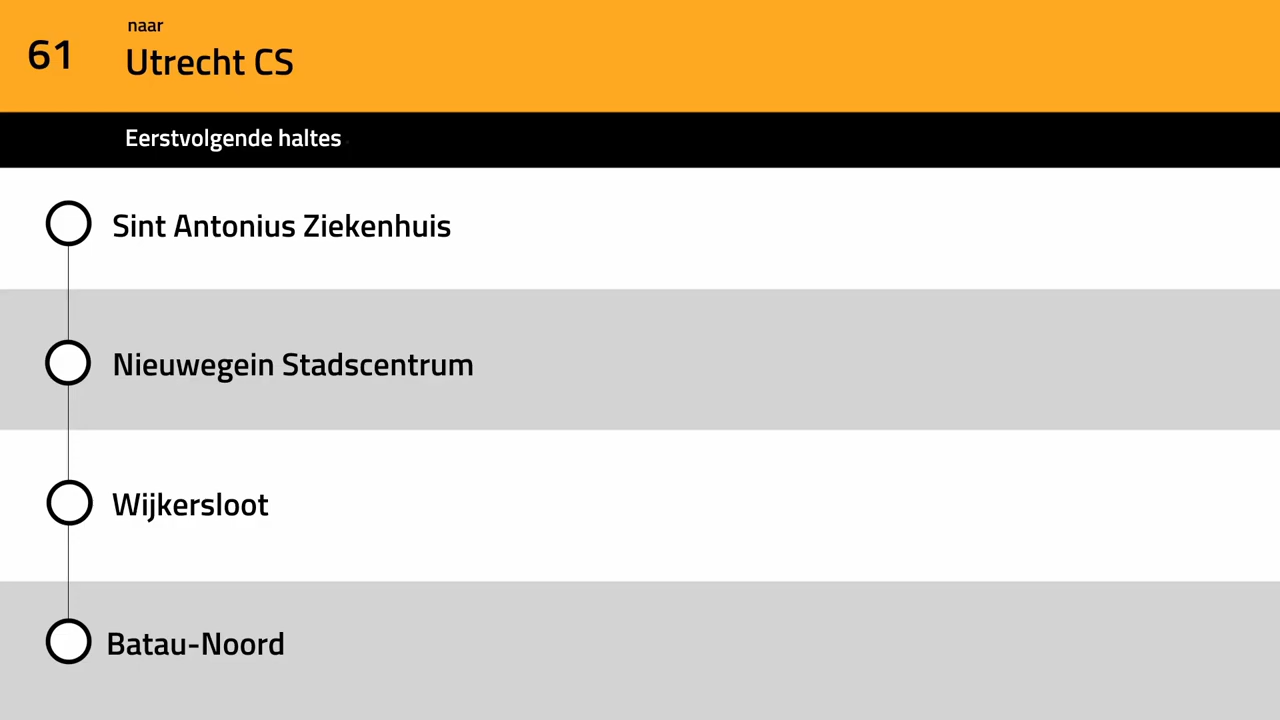 61
naar
Utrecht CS
Eerstvolgende haltes
Sint Antonius Ziekenhuis
Nieuwegein Stadscentrum
Wijkersloot
Batau-Noord